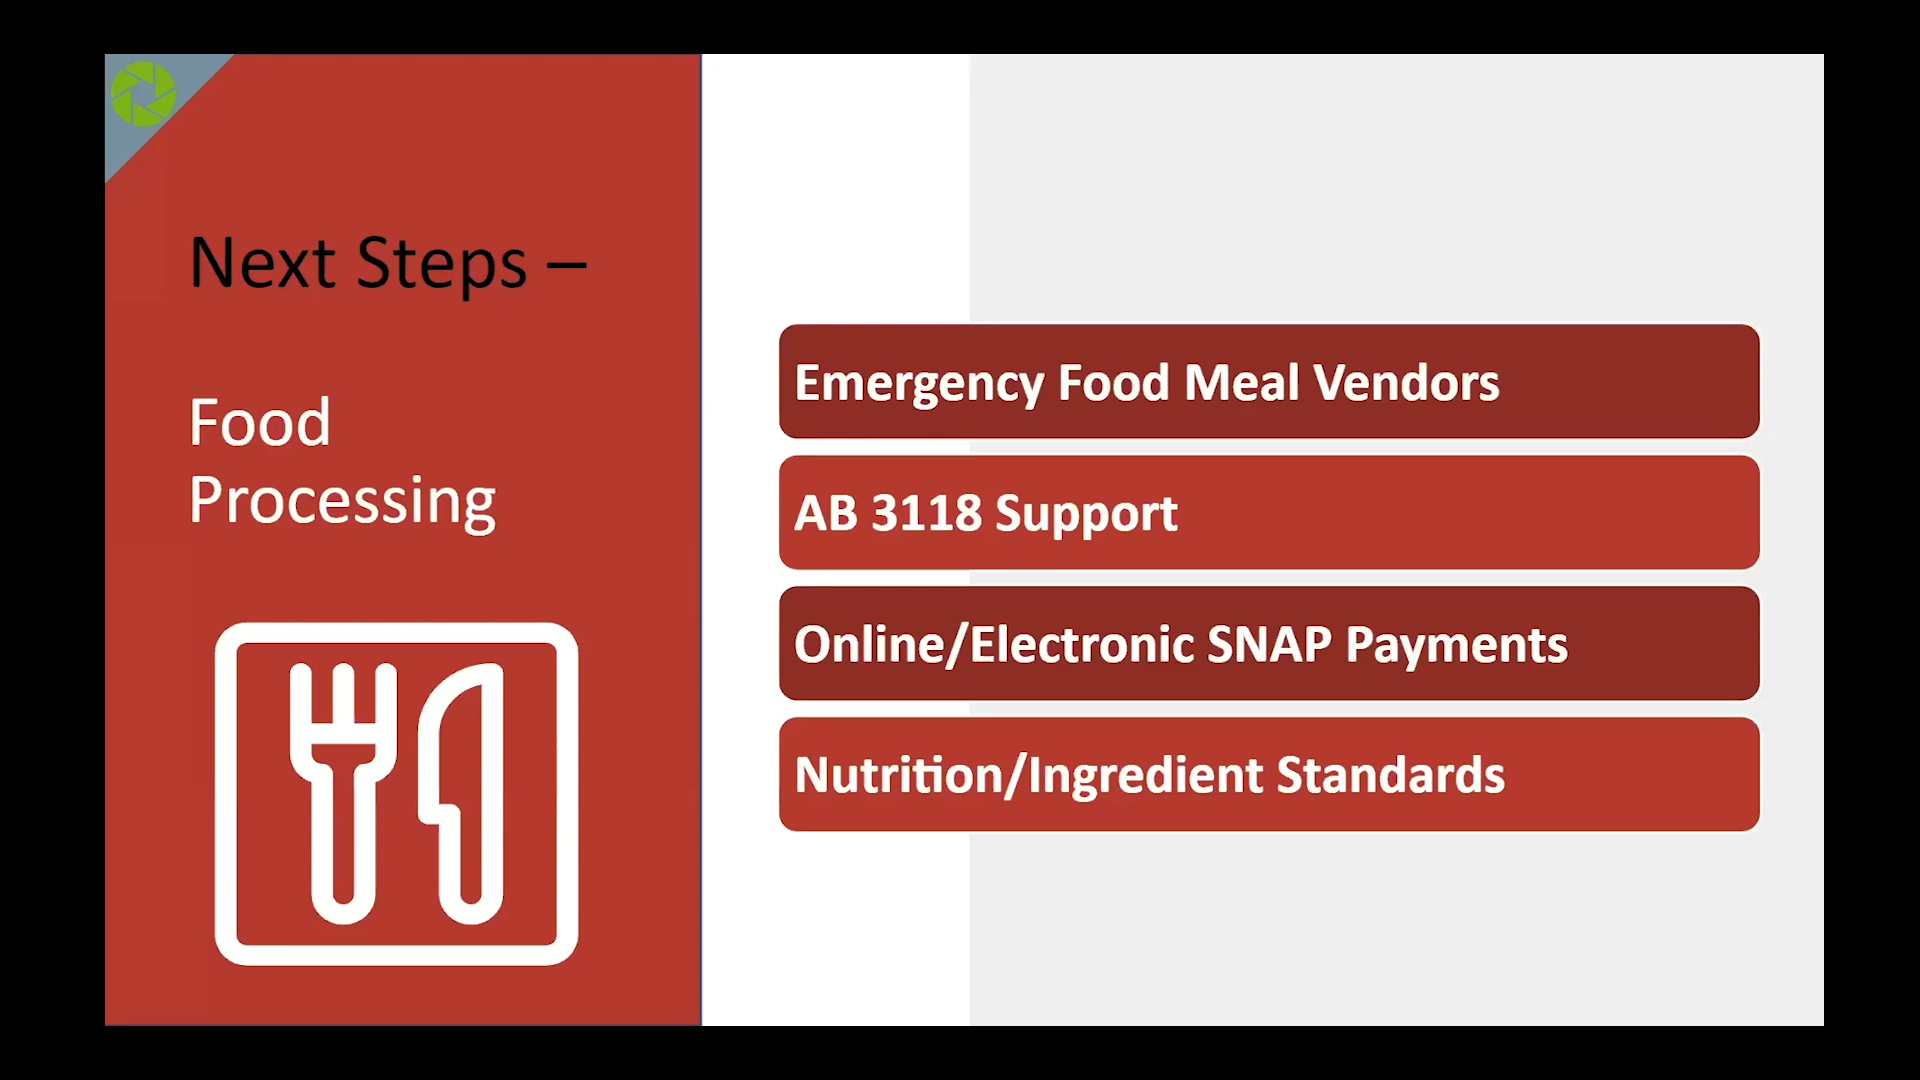 Next Steps –
Food
Processing
Emergency Food Meal Vendors
AB 3118 Support
Online/Electronic SNAP Payments
Nutrition/Ingredient Standards